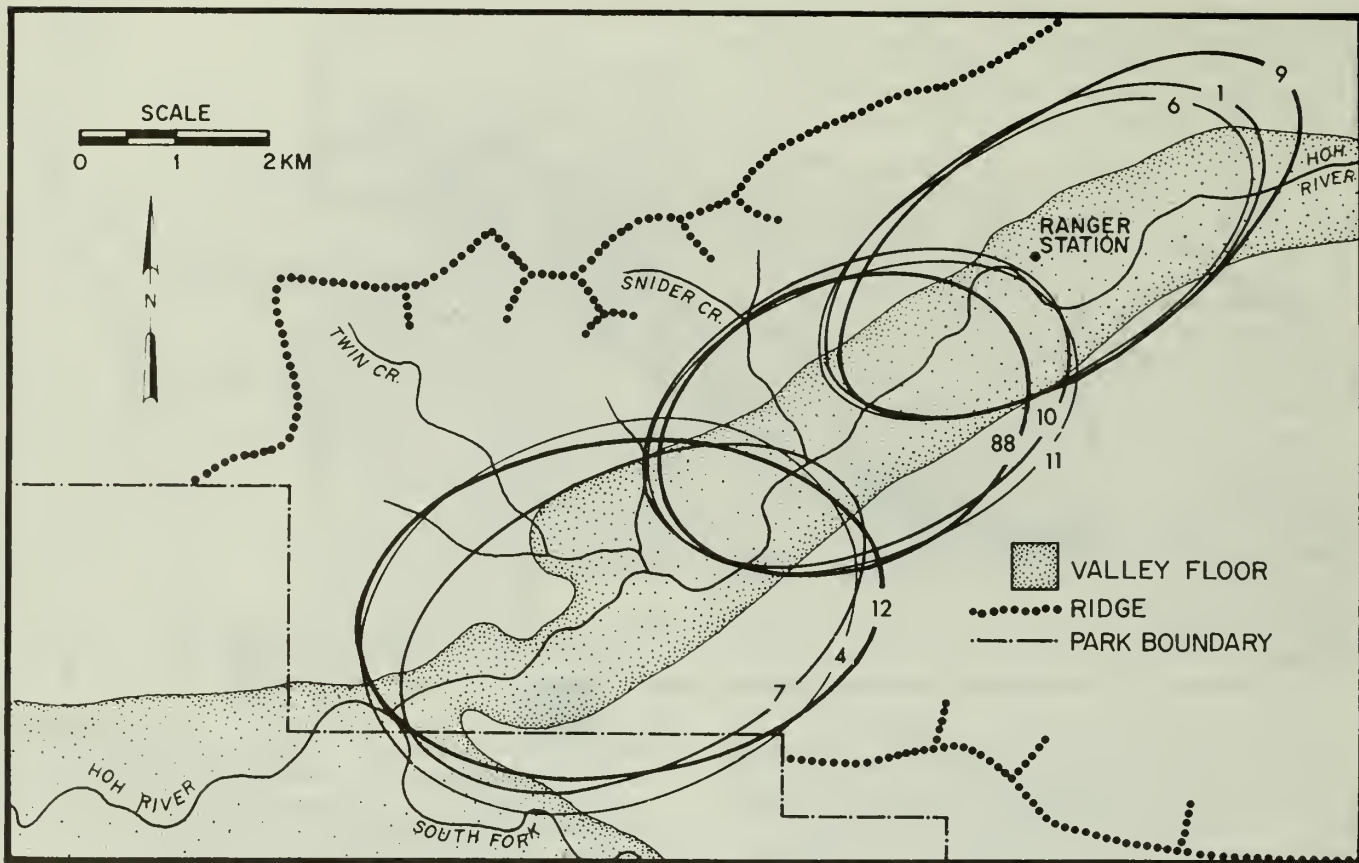 SCALE
0 1 2 KM
N
9
1
6
HOH
RIVER
RANGER
STATION
SNIDER CR.
TWIN CR.
10
88
11
12
4
7
VALLEY FLOOR
RIDGE
PARK BOUNDARY
HOH RIVER
SOUTH FORK